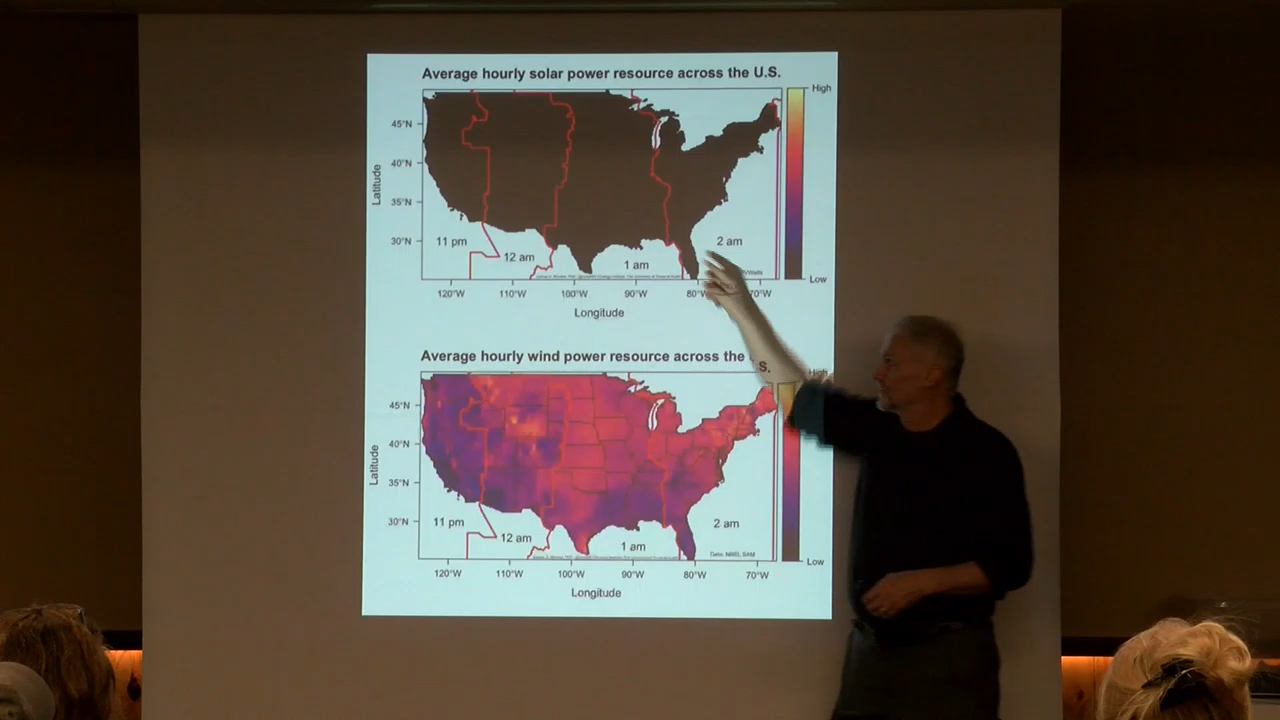 Average hourly solar power resource across the U.S.
High
45°N
40°N
35°N
30°N
Latitude
11 pm
12 am
1 am
2 am
Low
120°W
110°W
100°W
90°W
80°W
70°W
Longitude
Average hourly wind power resource across the U.S.
High
45°N
40°N
35°N
30°N
Latitude
11 pm
12 am
1 am
2 am
Low
120°W
110°W
100°W
90°W
80°W
70°W
Longitude